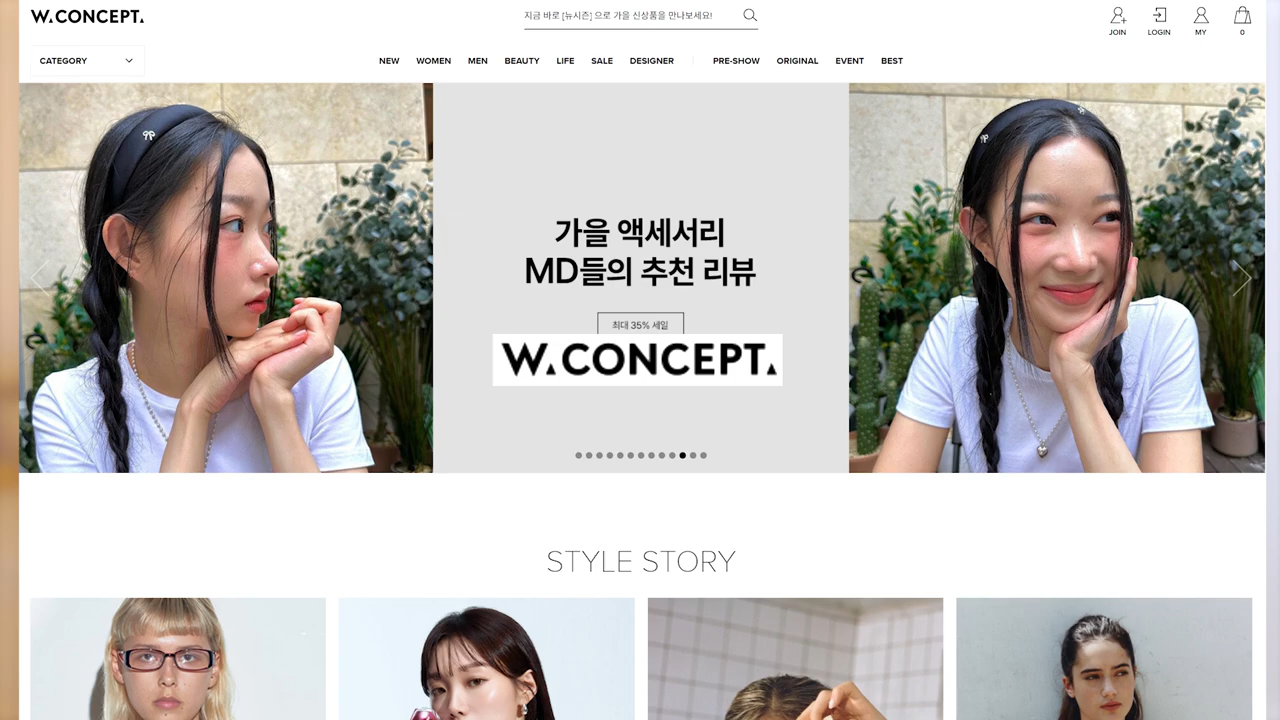 W.CONCEPT.
지금 바로 [뉴시즌] 으로 가을 신상품을 만나보세요!
JOIN
LOGIN
MY
0
CATEGORY
NEW
WOMEN
MEN
BEAUTY
LIFE
SALE
DESIGNER
PRE-SHOW
ORIGINAL
EVENT
BEST
가을 액세서리
MD들의 추천 리뷰
최대 35% 세일
W.CONCEPT.
STYLE STORY